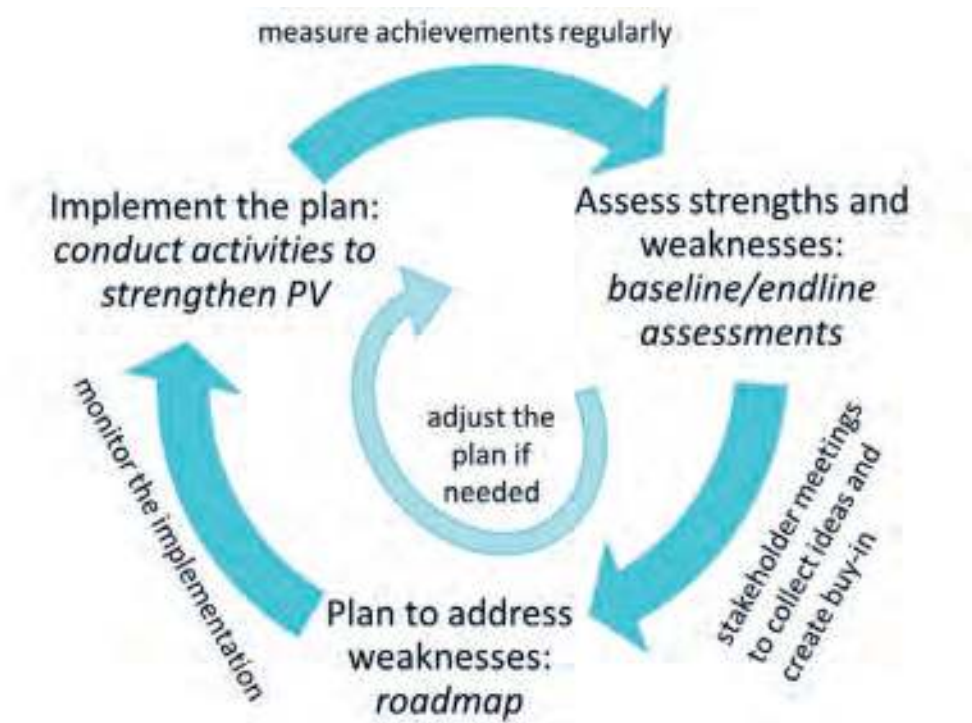 measure achievements regularly
Implement the plan:
conduct activities to
strengthen PV
Assess strengths and
weaknesses:
baseline/endline
assessments
adjust the
plan if
needed
monitor the implementation
stakeholder meetings
to collect ideas and
create buy-in
Plan to address
weaknesses:
roadmap